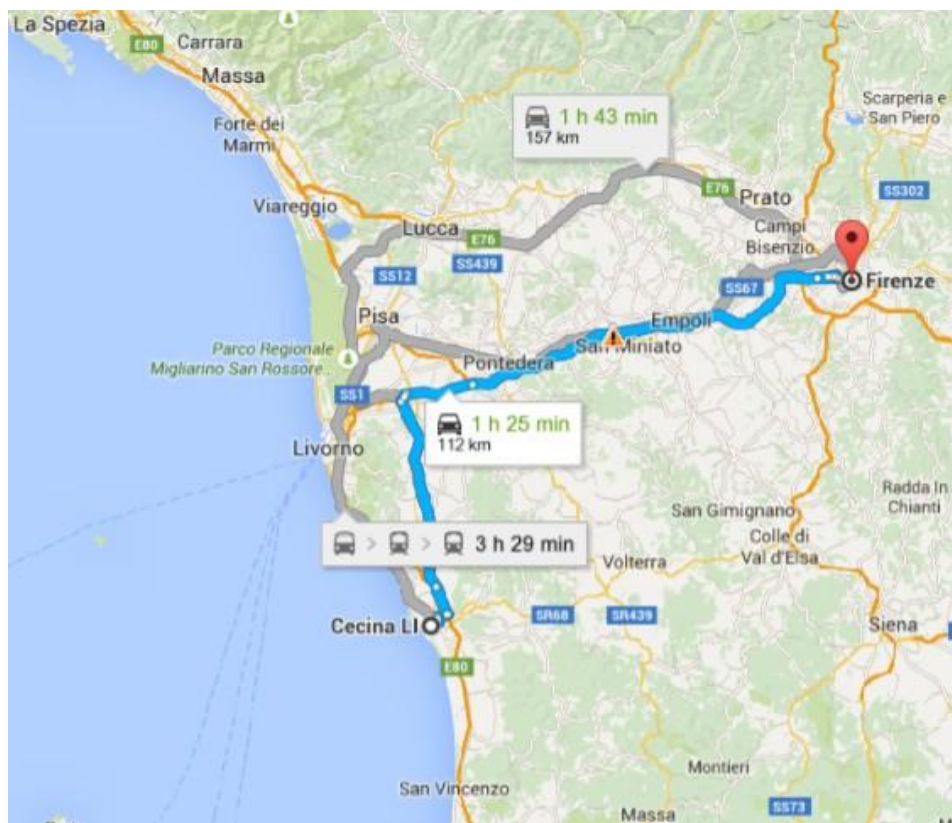 La Spezia
E80
Carrara
Massa
Forte dei
Marmi
Viareggio
1 h 43 min
157 km
Scarperia e
San Piero
E76
Prato
SS302
Campi
Bisenzio
Lucca
E76
SS439
SS12
SS67
Firenze
Pisa
Empoli
San Miniato
Parco Regionale
Migliarino San Rossore...
Pontedera
SS1
1 h 25 min
112 km
Livorno
San Gimignano
Radda In
Chianti
Colle di
Val d'Elsa
3 h 29 min
Volterra
Cecina LI
SR68
SR439
Siena
E80
San Vincenzo
Montieri
SS73
Massa